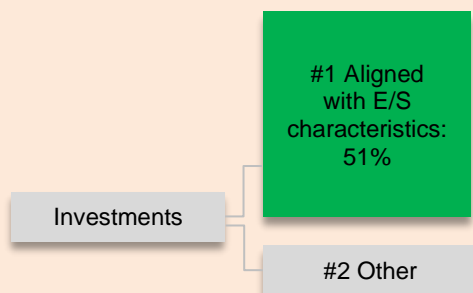 #1 Aligned
with E/S
characteristics:
51%
Investments
#2 Other